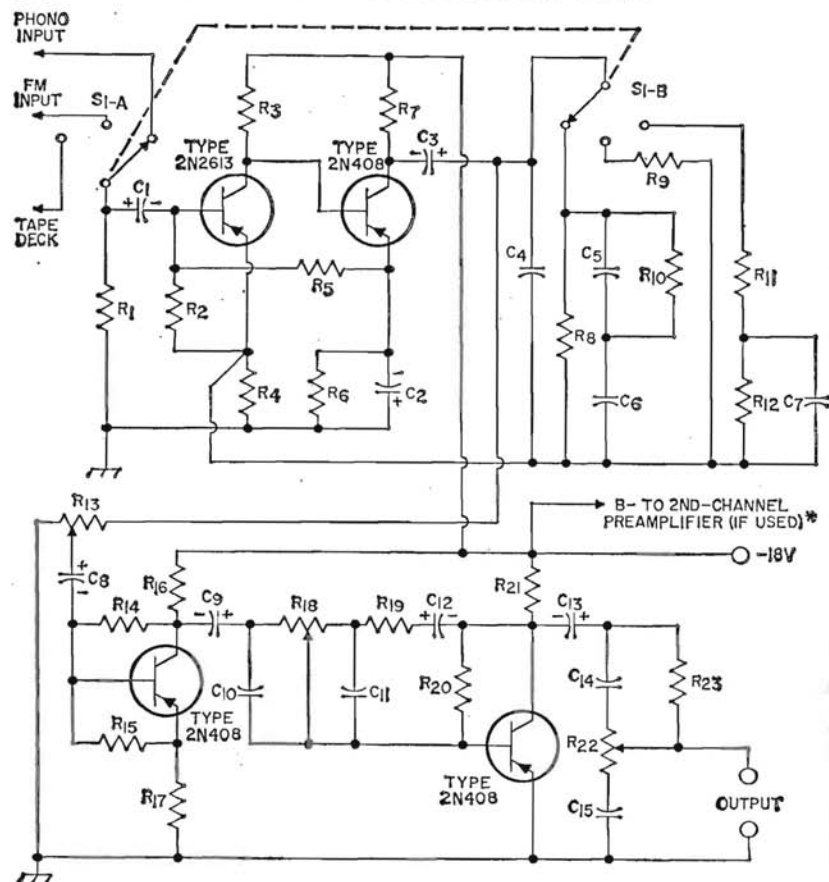 PHONO
INPUT
FM
INPUT
S1-A
TAPE
DECK
C1
R1
R2
R3
TYPE
2N2613
R4
R5
R6
R7
TYPE
2N408
C2
C3
C4
S1-B
R9
C5
R10
R8
C6
R11
R12
C7
R13
C8
R14
R15
R16
TYPE
2N408
R17
C9
C10
R18
C11
R19
C12
R20
TYPE
2N408
R21
B- TO 2ND-CHANNEL
PREAMPLIFIER (IF USED)*
-18V
C13
C14
R22
C15
R23
OUTPUT